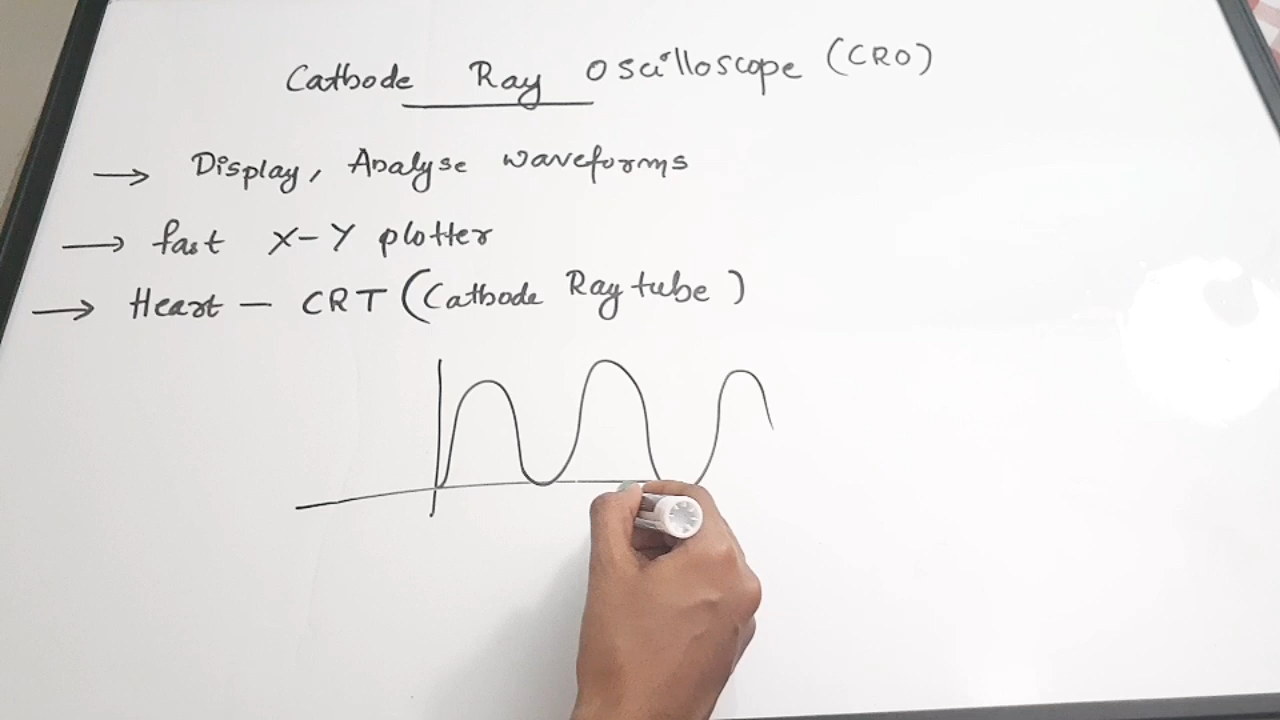 Cathode Ray Oscilloscope (CRO)
→ Display, Analyse waveforms
→ fast X-Y plotter
→ Heart – CRT (Cathode Ray tube)